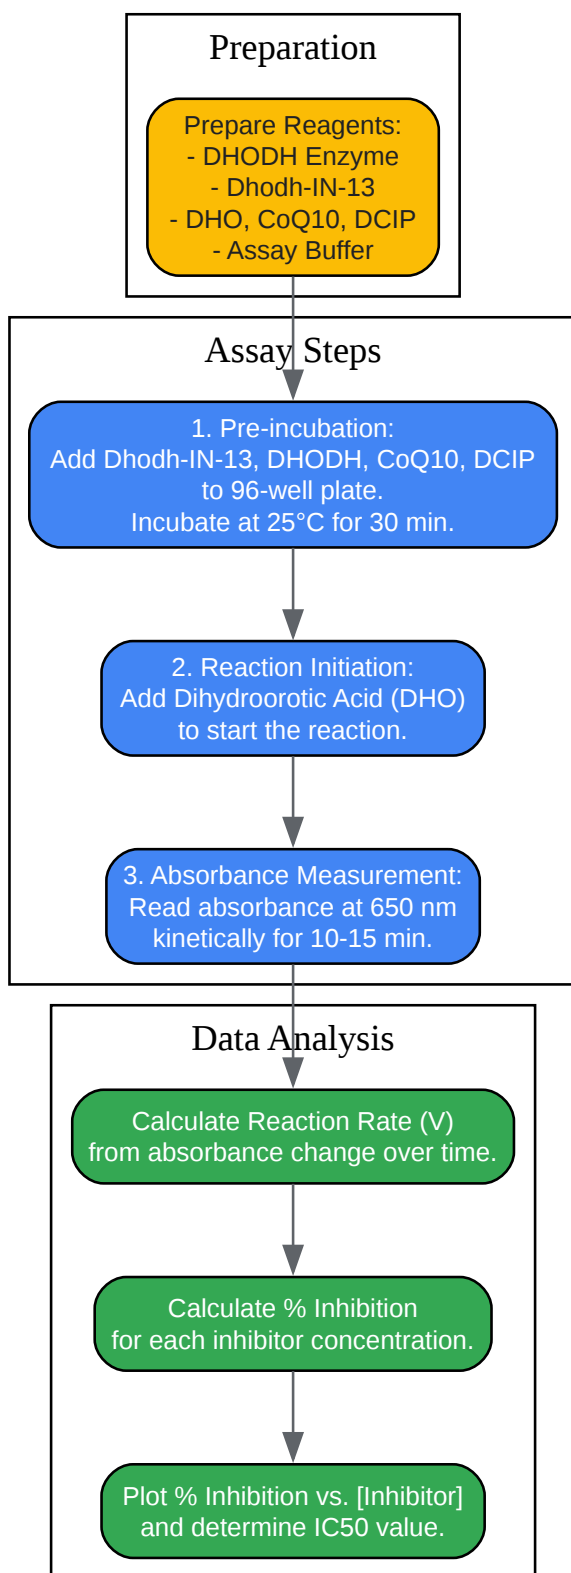 Preparation
Prepare Reagents:
- DHODH Enzyme
- Dhodh-IN-13
- DHO, CoQ10, DCIP
- Assay Buffer
Assay Steps
1. Pre-incubation:
Add Dhodh-IN-13, DHODH, CoQ10, DCIP
to 96-well plate.
Incubate at 25°C for 30 min.
2. Reaction Initiation:
Add Dihydroorotic Acid (DHO)
to start the reaction.
3. Absorbance Measurement:
Read absorbance at 650 nm
kinetically for 10-15 min.
Data Analysis
Calculate Reaction Rate (V)
from absorbance change over time.
Calculate % Inhibition
for each inhibitor concentration.
Plot % Inhibition vs. [Inhibitor]
and determine IC50 value.